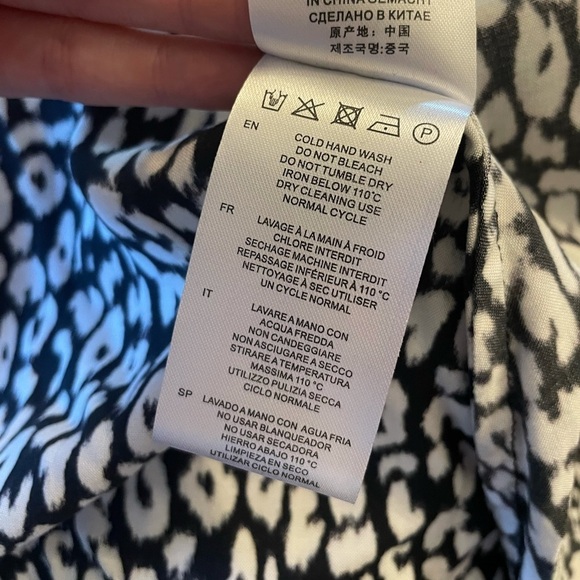 IN CHINA GEMACHT
СДЕЛАНО В КИТАЕ
原产地：中国
제조국명:중국
P
EN
COLD HAND WASH
DO NOT BLEACH
DO NOT TUMBLE DRY
IRON BELOW 110°C
DRY CLEANING USE
NORMAL CYCLE
FR
LAVAGE À LA MAIN À FROID
CHLORE INTERDIT
SECHAGE MACHINE INTERDIT
REPASSAGE INFÉRIEUR À 110 °C
NETTOYAGE À SEC UTILISER
UN CYCLE NORMAL
IT
LAVARE A MANO CON
ACQUA FREDDA
NON CANDEGGIARE
NON ASCIUGARE A SECCO
STIRARE A TEMPERATURA
MASSIMA 110 °C
UTILIZZO PULIZIA SECCA
CICLO NORMALE
SP
LAVADO A MANO CON AGUA FRIA
NO USAR BLANQUEADOR
NO USAR SECADORA
HIERRO ABAJO 110 °C
LIMPIEZA EN SECO
UTILIZAR CICLO NORMAL